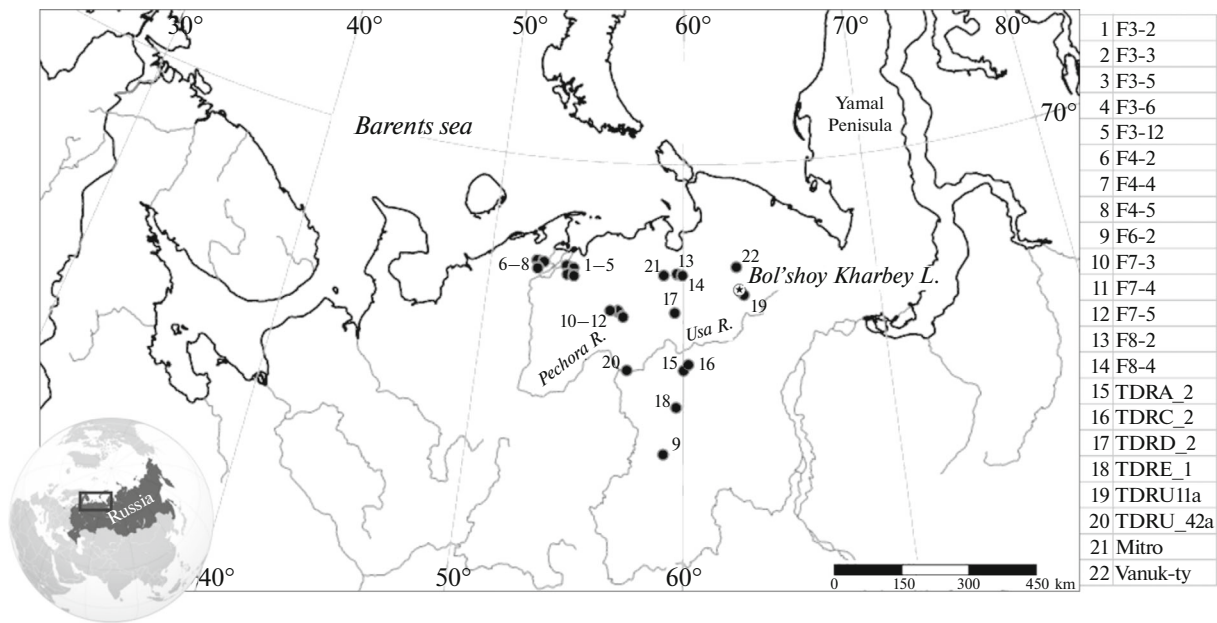 30°
40°
50°
60°
70°
80°
70°
Barents sea
Yamal
Penisula
6–8
1–5
21
13
14
22
Bol'shoy Kharbey L.
19
10–12
17
Usa R.
Pechora R.
20
15
16
18
9
Russia
40°
50°
60°
0 150 300 450 km
1 F3-2
2 F3-3
3 F3-5
4 F3-6
5 F3-12
6 F4-2
7 F4-4
8 F4-5
9 F6-2
10 F7-3
11 F7-4
12 F7-5
13 F8-2
14 F8-4
15 TDRA_2
16 TDRC_2
17 TDRD_2
18 TDRE_1
19 TDRU11a
20 TDRU_42a
21 Mitro
22 Vanuk-ty